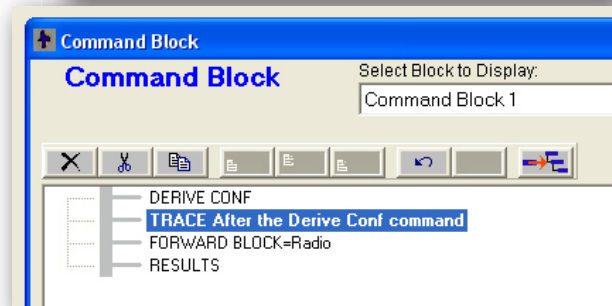 Command Block
Command Block
Select Block to Display:
Command Block 1
DERIVE CONF
TRACE After the Derive Conf command
FORWARD BLOCK=Radio
RESULTS